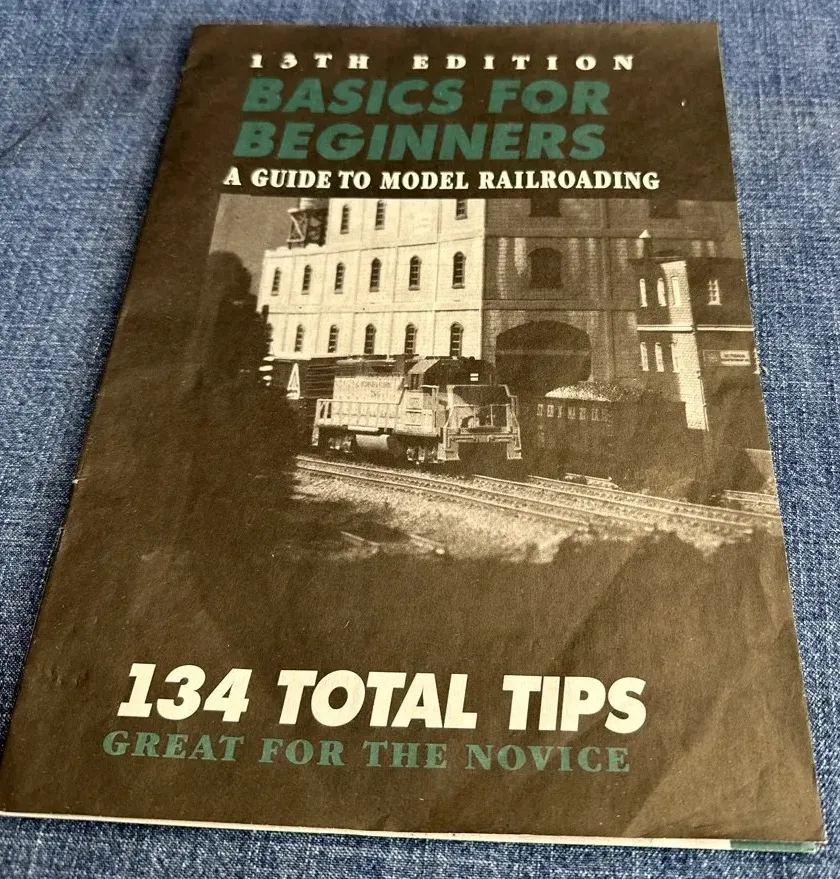 13TH EDITION
BASICS FOR
BEGINNERS
A GUIDE TO MODEL RAILROADING
134 TOTAL TIPS
GREAT FOR THE NOVICE